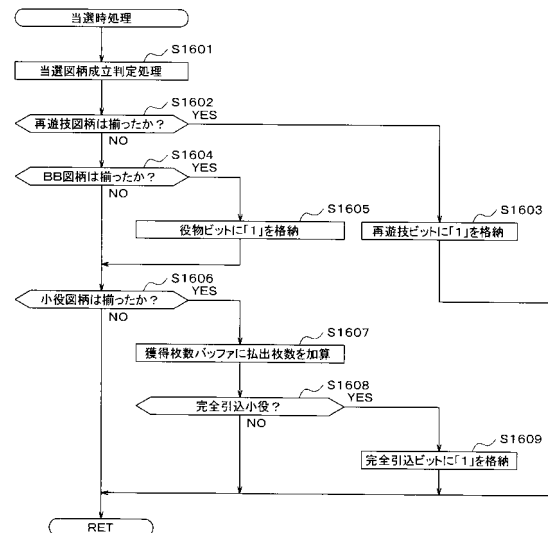 当選時処理
S1601
当選図柄成立判定処理
S1602
再遊技図柄は揃ったか？
YES
NO
S1604
BB図柄は揃ったか？
YES
NO
S1605
役物ビットに「1」を格納
S1603
再遊技ビットに「1」を格納
S1606
小役図柄は揃ったか？
YES
NO
S1607
獲得枚数バッファに払出枚数を加算
S1608
完全引込小役？
YES
NO
S1609
完全引込ビットに「1」を格納
RET